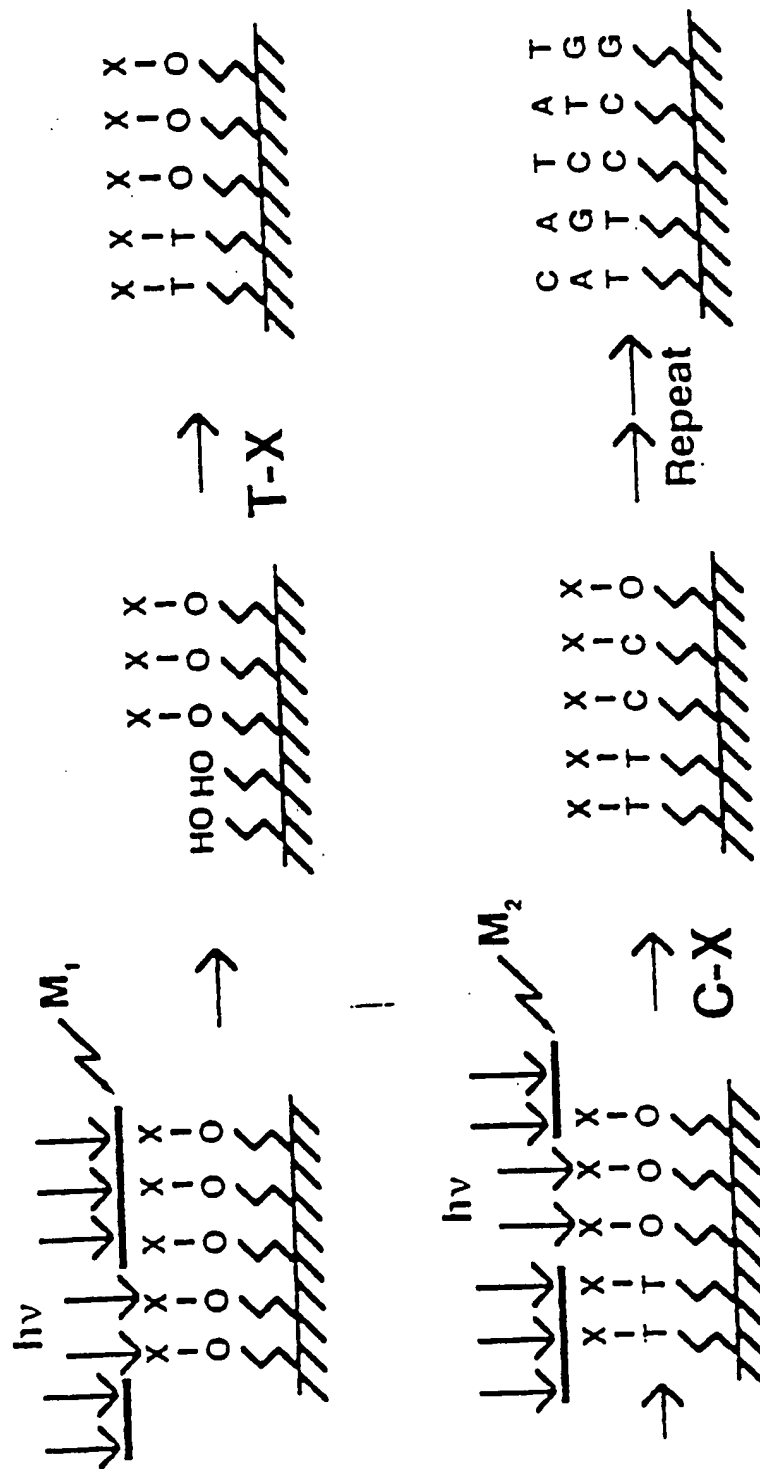 hν
M₁
X X X X X
O O O O O
X X X
HO HO O O O
T-X
X X X X X
T T O O O
hν
M₂
X X X X X
T T O O O
C-X
X X X X X
T T C C O
Repeat
C A T A T
A G C T G
T T C C G